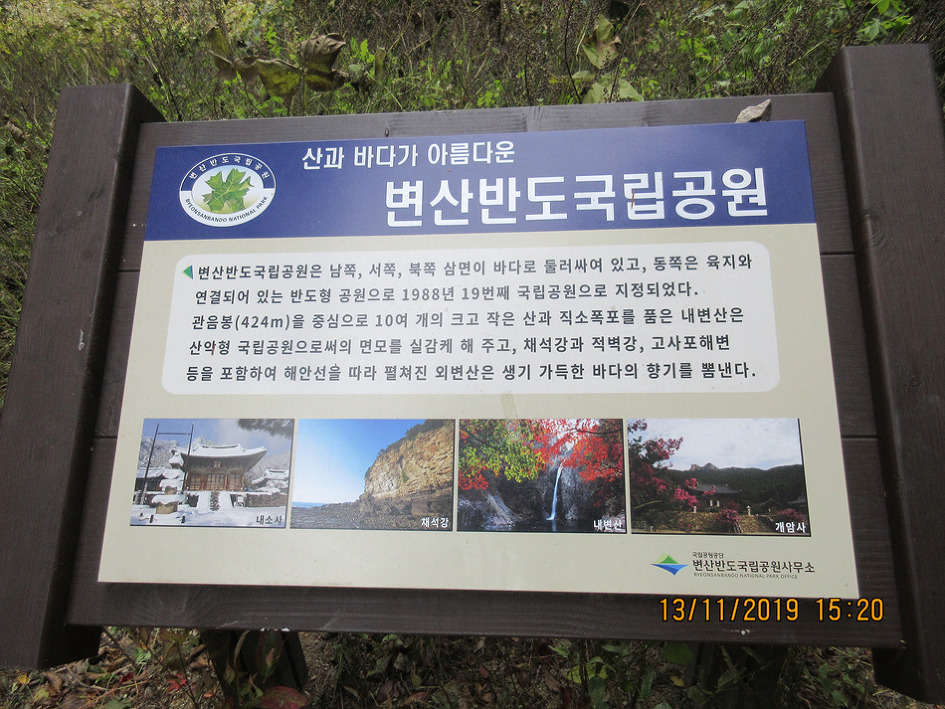 변산반도국립공원
BYEONSANBANDO NATIONAL PARK
산과 바다가 아름다운
변산반도국립공원
변산반도국립공원은 남쪽, 서쪽, 북쪽 삼면이 바다로 둘러싸여 있고, 동쪽은 육지와
연결되어 있는 반도형 공원으로 1988년 19번째 국립공원으로 지정되었다.
관음봉(424m)을 중심으로 10여 개의 크고 작은 산과 직소폭포를 품은 내변산은
산악형 국립공원으로써의 면모를 실감케 해 주고, 채석강과 적벽강, 고사포해변
등을 포함하여 해안선을 따라 펼쳐진 외변산은 생기 가득한 바다의 향기를 뿜낸다.
내소사
채석강
내변산
개암사
국립공원공단
변산반도국립공원사무소
BYEONSANBANDO NATIONAL PARK OFFICE
13/11/2019 15:20